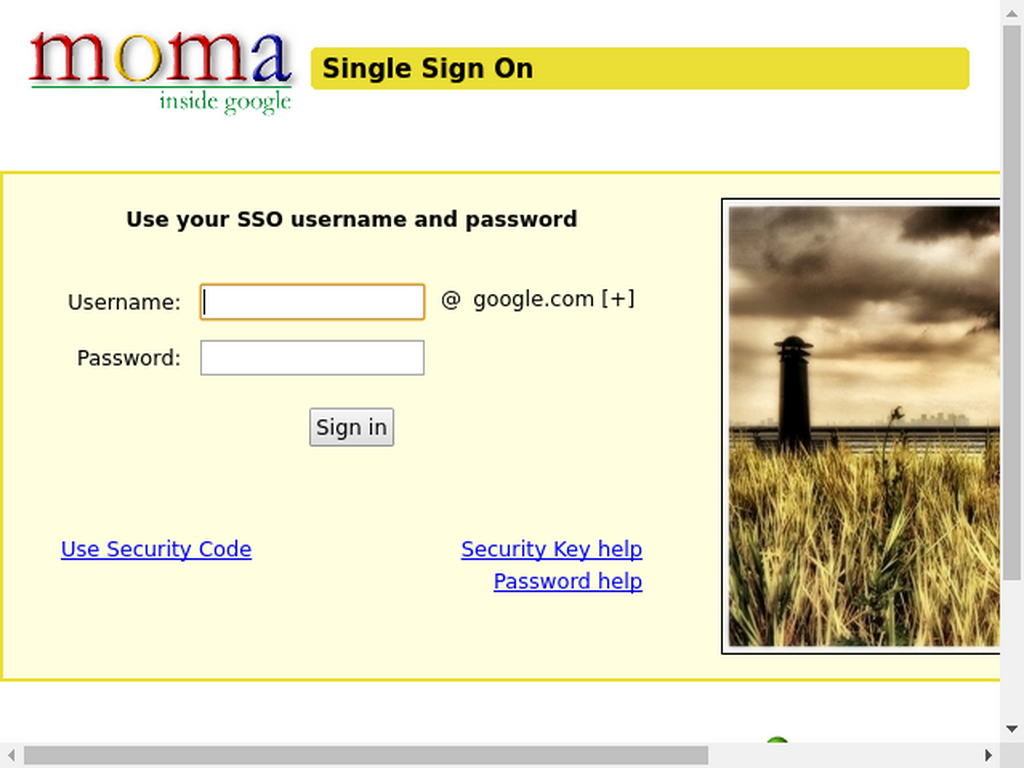 moma
inside google
Single Sign On
Use your SSO username and password
Username: @ google.com [+]
Password:
Sign in
Use Security Code
Security Key help
Password help